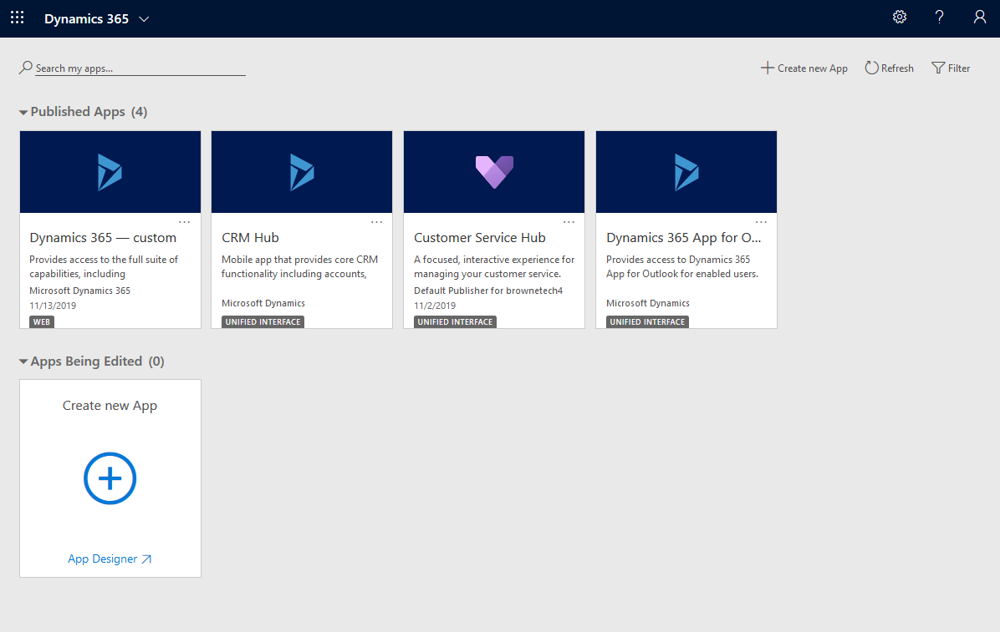 Dynamics 365
Search my apps...
Create new App
Refresh
Filter
Published Apps (4)
...
Dynamics 365 — custom
Provides access to the full suite of
capabilities, including
Microsoft Dynamics 365
11/13/2019
WEB
...
CRM Hub
Mobile app that provides core CRM
functionality including accounts,
Microsoft Dynamics
UNIFIED INTERFACE
...
Customer Service Hub
A focused, interactive experience for
managing your customer service.
Default Publisher for brownetech4
11/2/2019
UNIFIED INTERFACE
...
Dynamics 365 App for O...
Provides access to Dynamics 365
App for Outlook for enabled users.
Microsoft Dynamics
UNIFIED INTERFACE
Apps Being Edited (0)
Create new App
App Designer